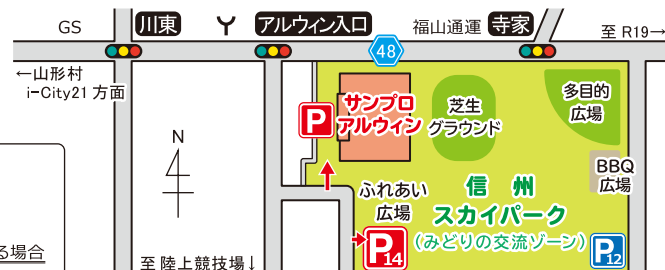 GS
川東
アルウィン入口
福山通運
寺家
至 R19→
48
←山形村
i-City21 方面
P
サンプロ
アルウィン
芝生
グラウンド
多目的
広場
BBQ
広場
N
ふれあい
広場
信州
スカイパーク
(みどりの交流ゾーン)
P14
P12
る場合
至 陸上競技場↓